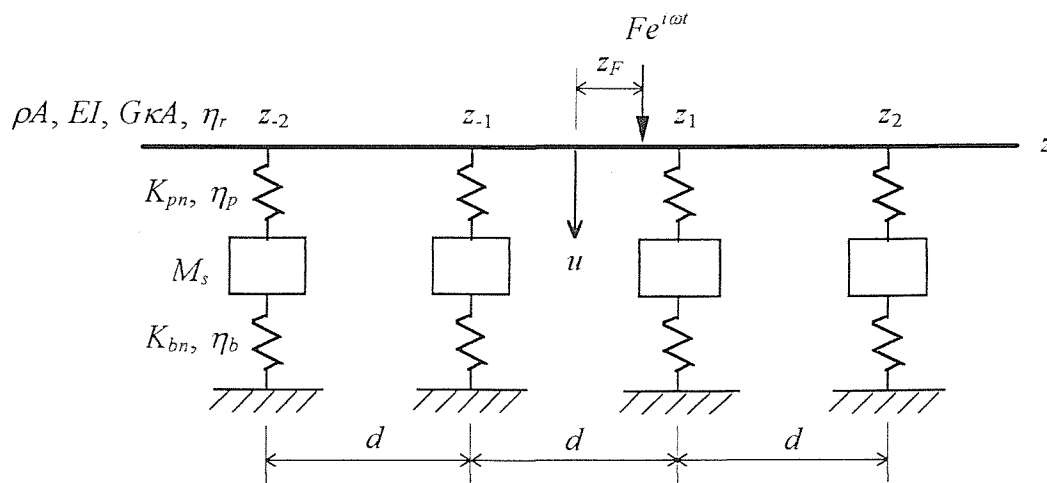 Fe^{iωt}
z_F
ρA, EI, GκA, η_r
z_{-2}
z_{-1}
z_1
z_2
z
K_{pn}, η_p
M_s
u
K_{bn}, η_b
d
d
d